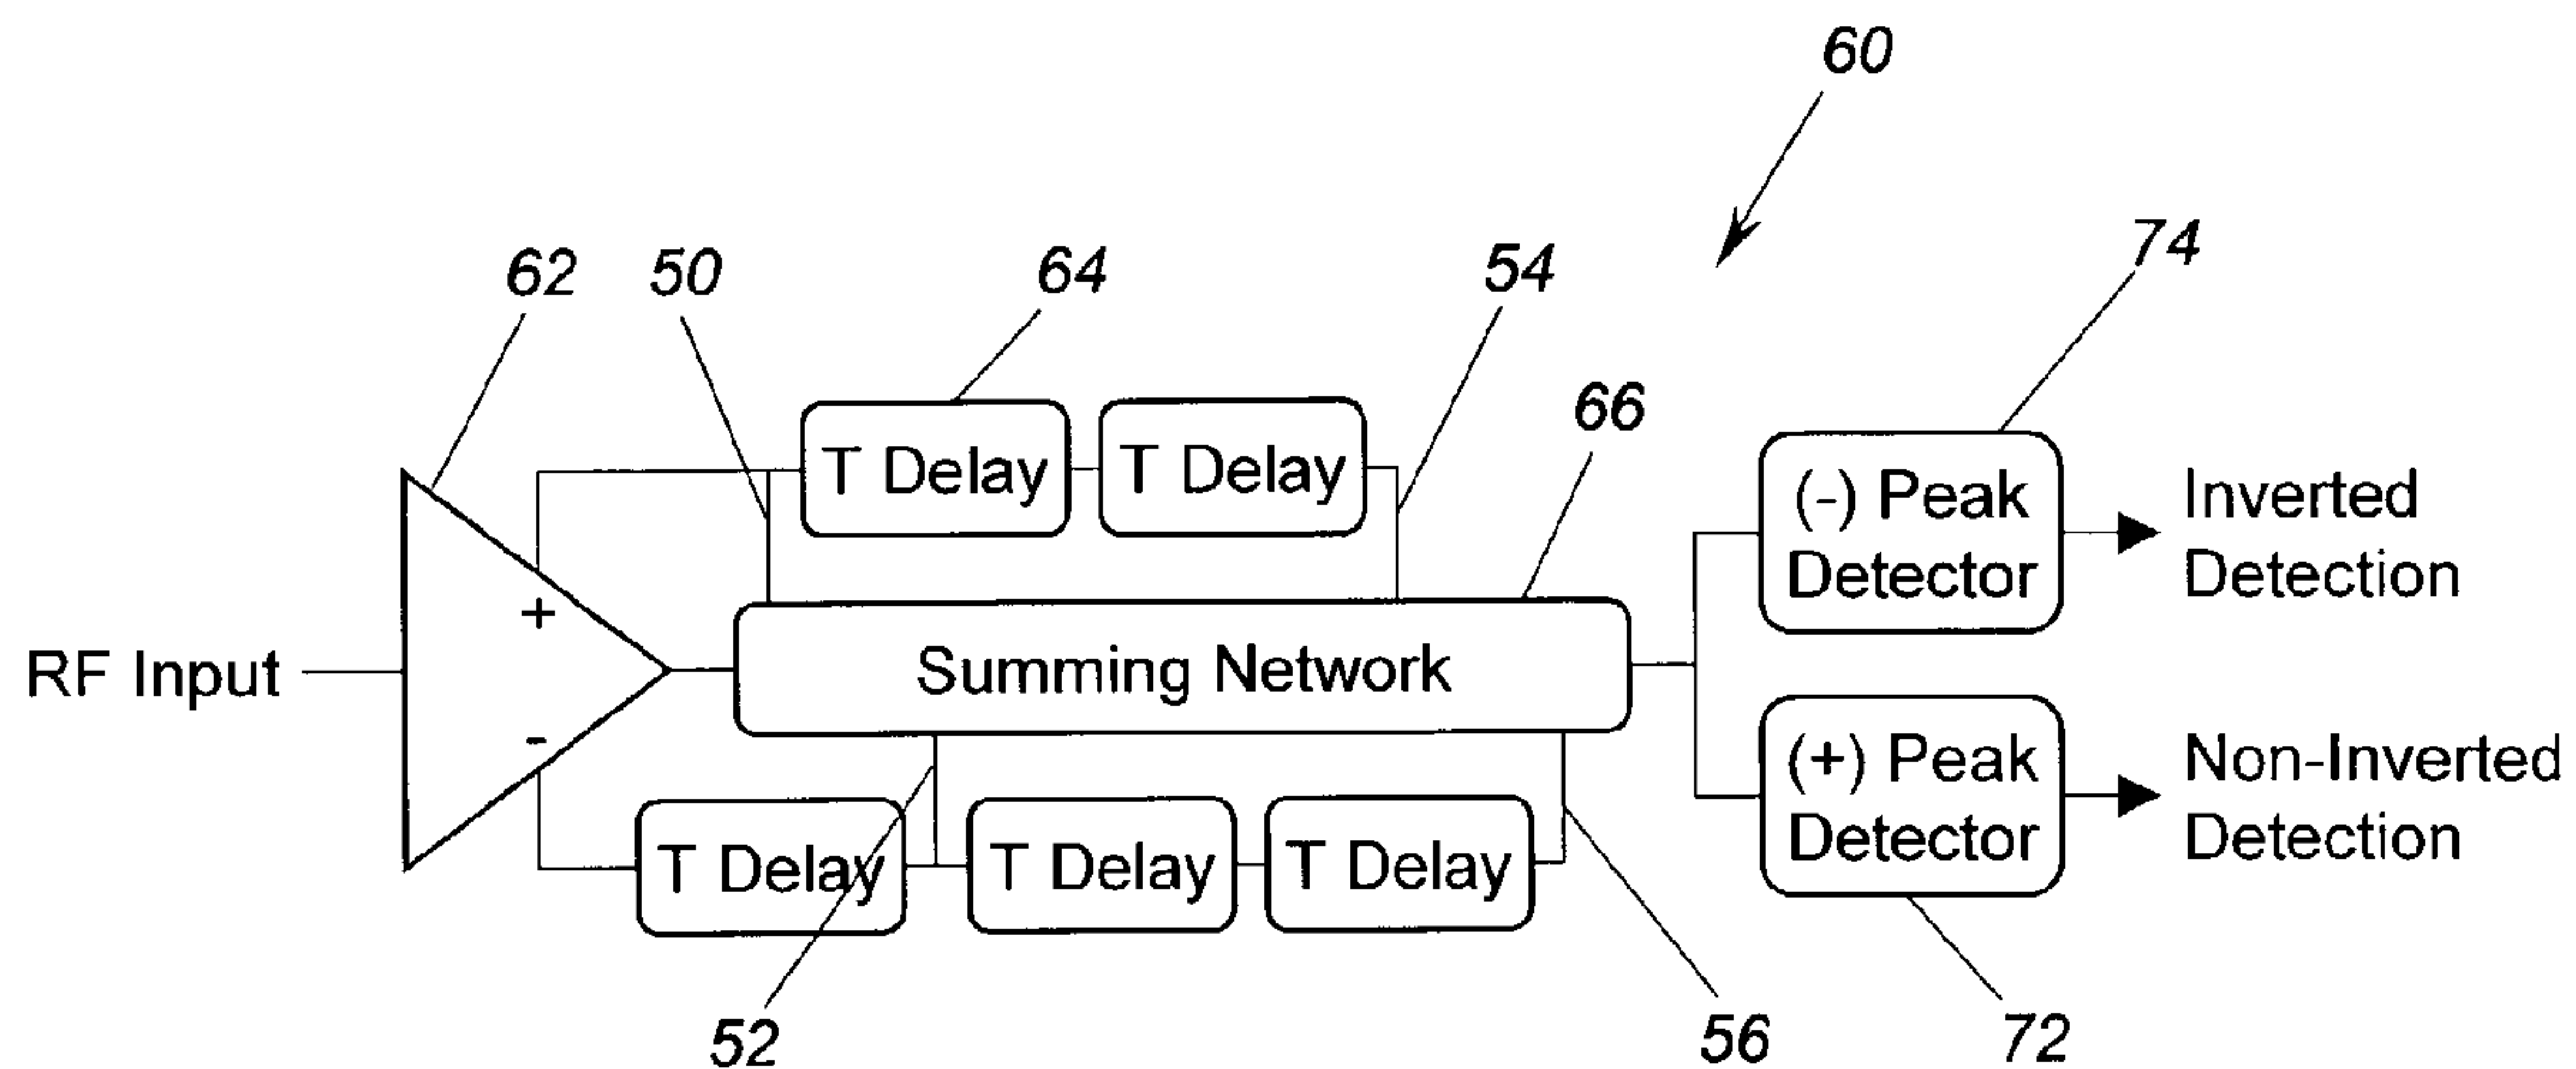 60
74
62
50
64
54
66
T Delay
T Delay
(-) Peak
Detector
Inverted
Detection
+
RF Input
Summing Network
-
(+) Peak
Detector
Non-Inverted
Detection
T Delay
T Delay
T Delay
52
56
72